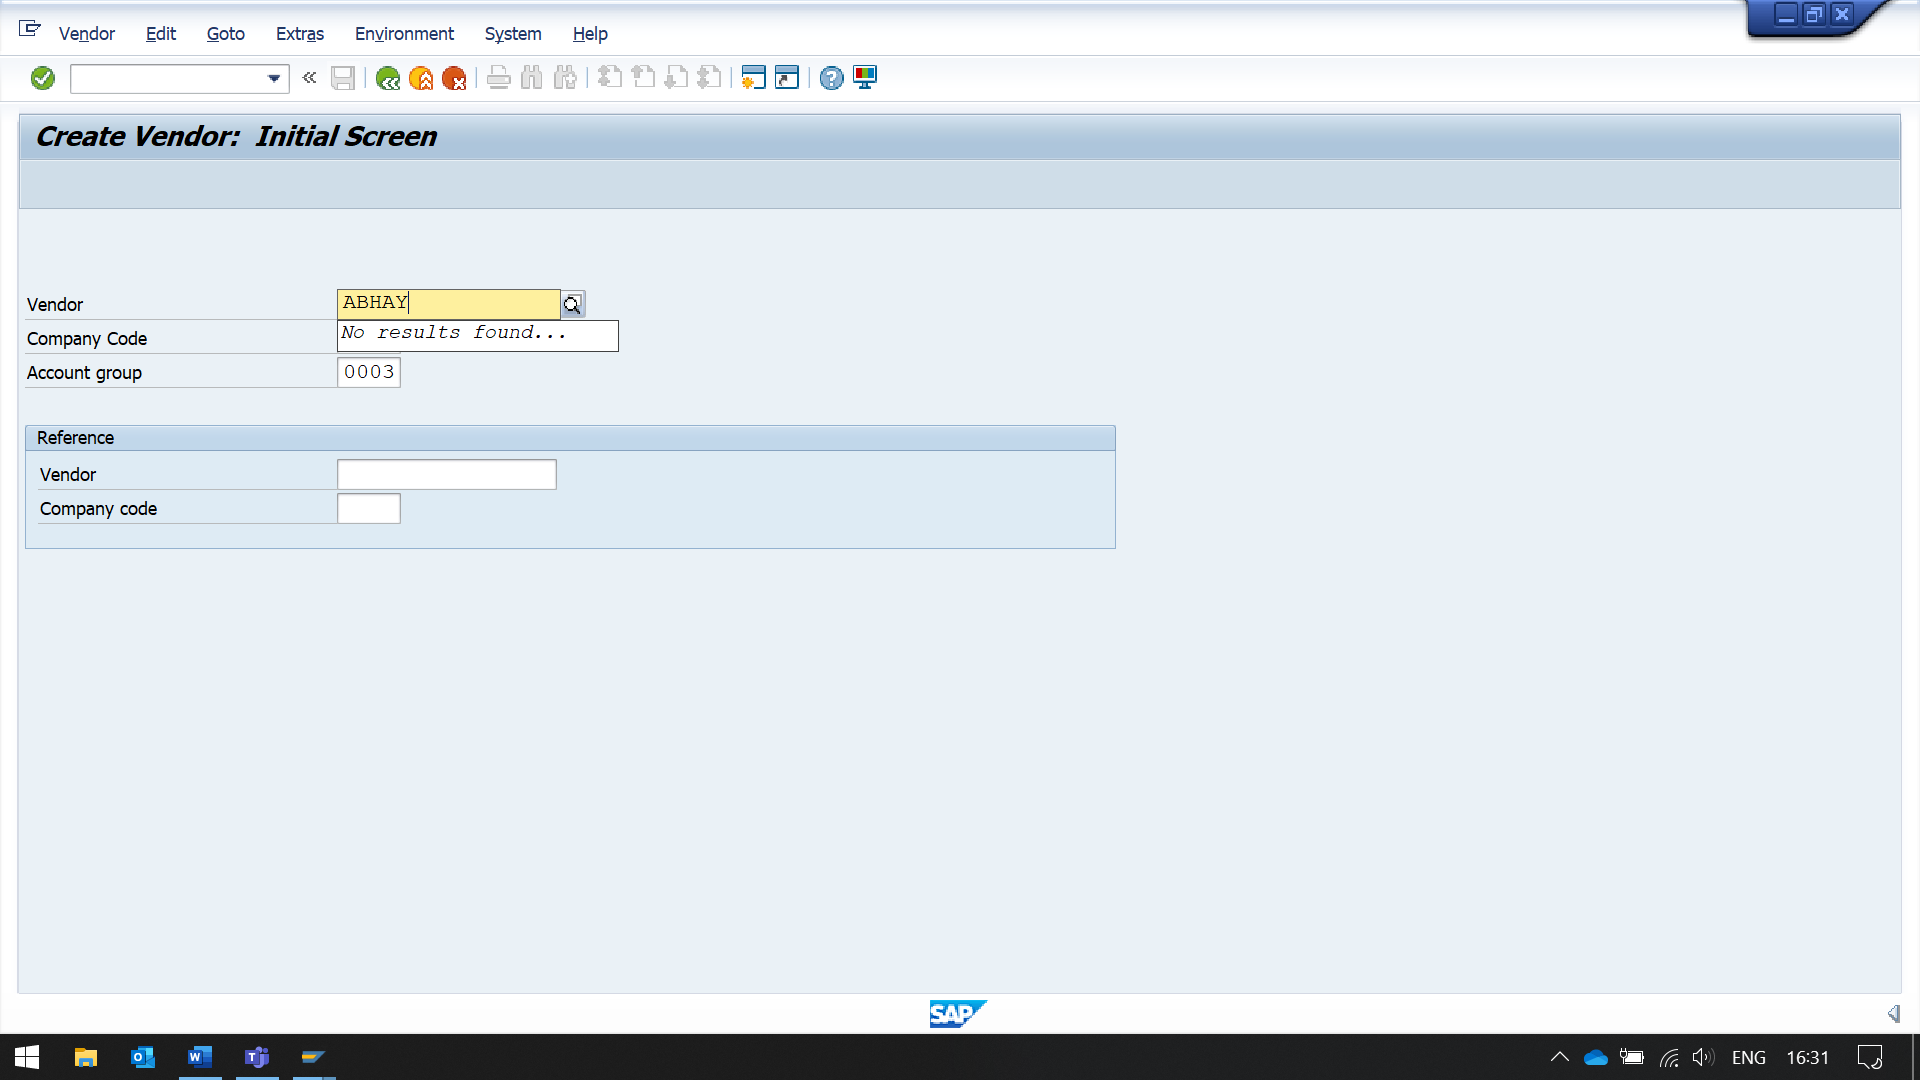 Vendor Edit Goto Extras Environment System Help
Create Vendor: Initial Screen
Vendor ABHAY
No results found...
Company Code
Account group 0003
Reference
Vendor
Company code
SAP
ENG 16:31